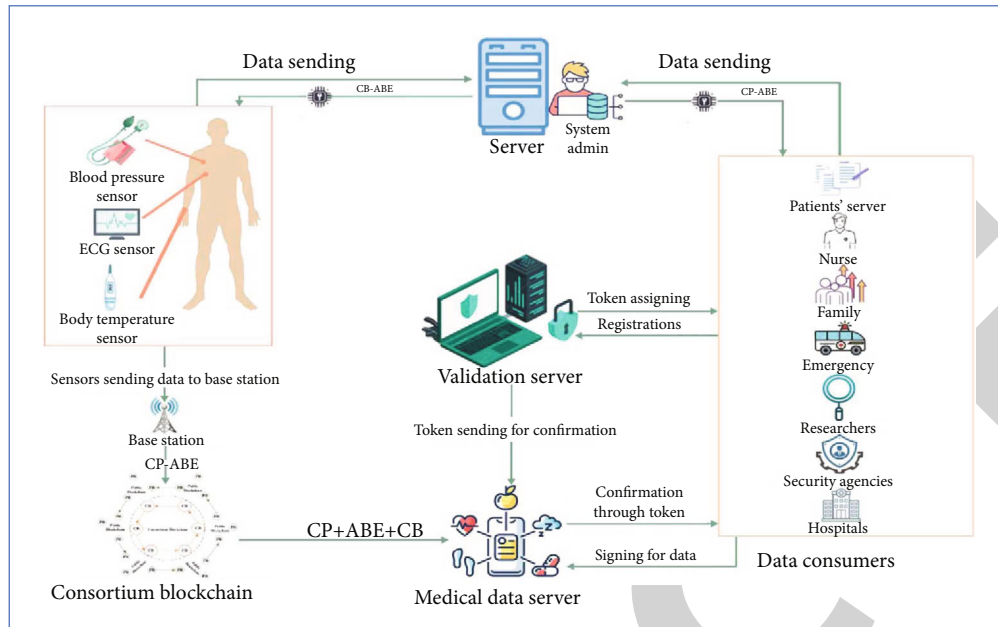 Data sending
CB-ABE
Server
System
admin
Data sending
CP-ABE
Blood pressure
sensor
ECG sensor
Body temperature
sensor
Sensors sending data to base station
Base station
CP-ABE
Consortium blockchain
CP+ABE+CB
Validation server
Token assigning
Registrations
Token sending for confirmation
Medical data server
Confirmation
through token
Signing for data
Patients' server
Nurse
Family
Emergency
Researchers
Security agencies
Hospitals
Data consumers